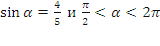 sin α = 4/5 и π/2 < α < 2π